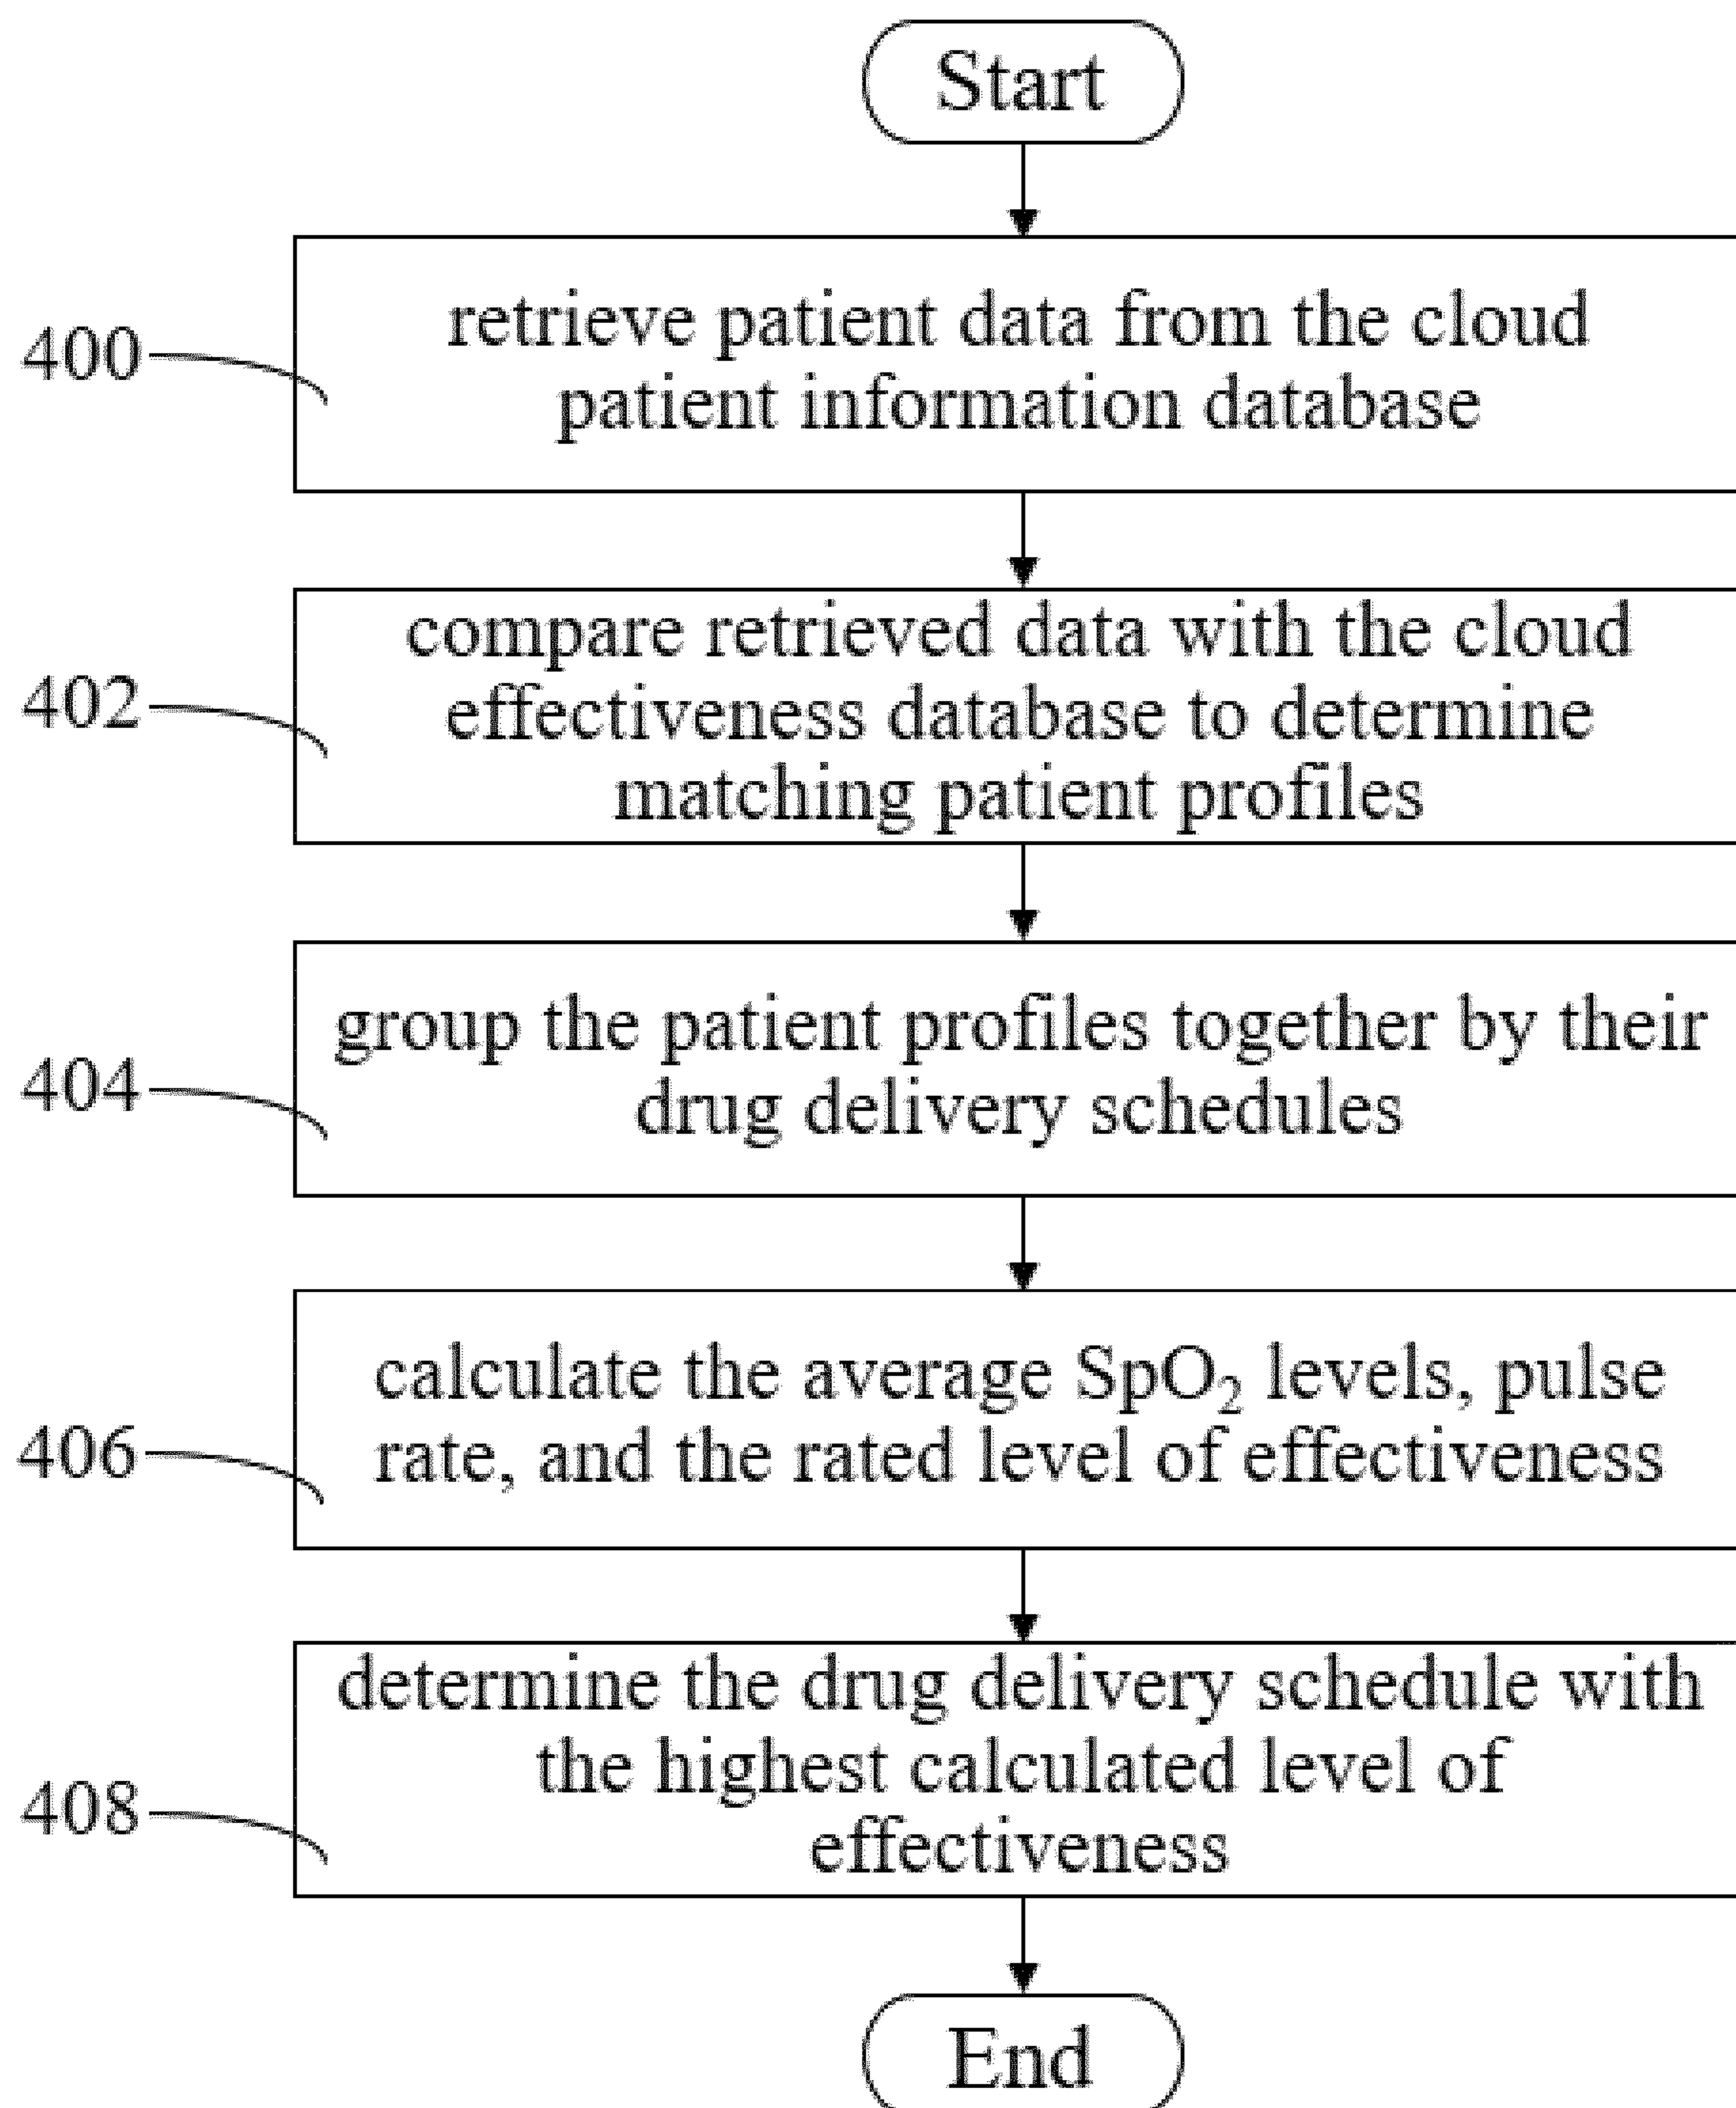 Start
400
retrieve patient data from the cloud
patient information database
402
compare retrieved data with the cloud
effectiveness database to determine
matching patient profiles
404
group the patient profiles together by their
drug delivery schedules
406
calculate the average SpO₂ levels, pulse
rate, and the rated level of effectiveness
408
determine the drug delivery schedule with
the highest calculated level of
effectiveness
End